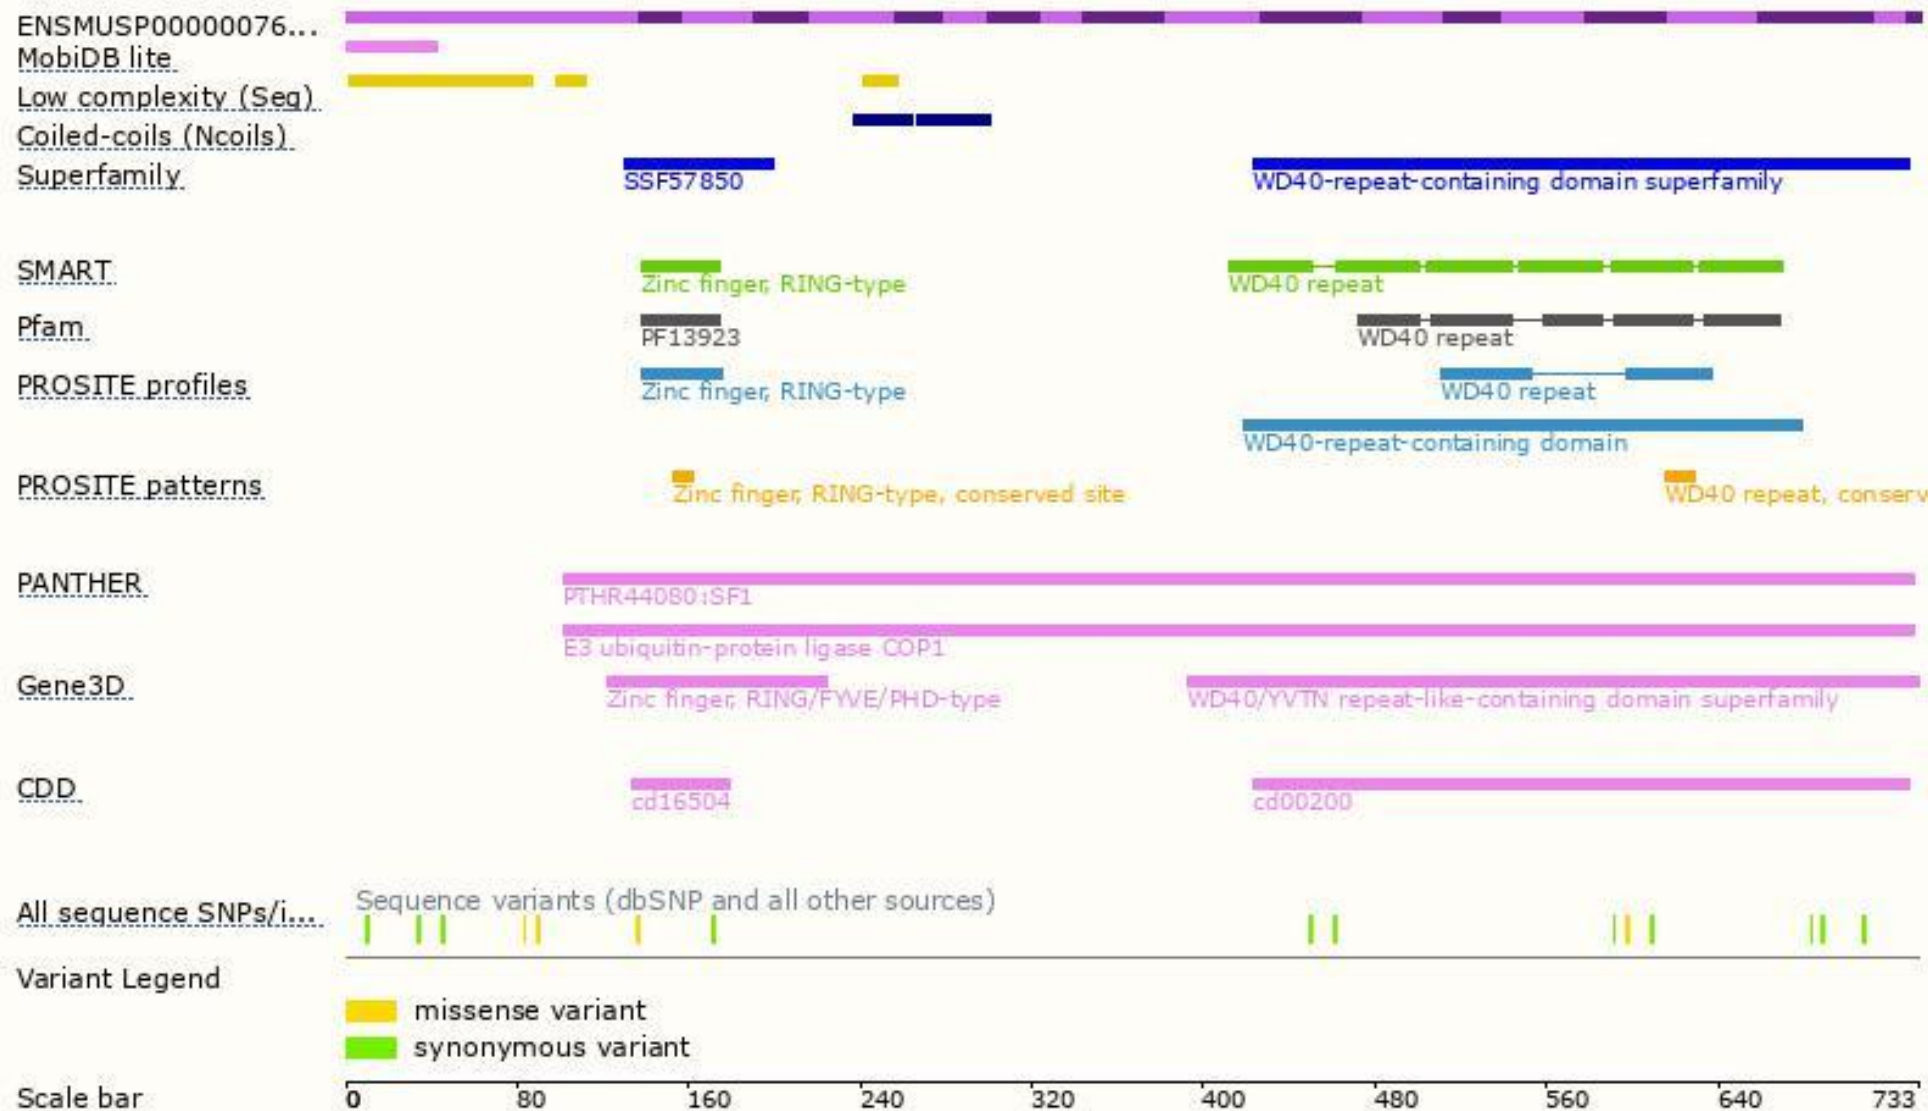 ENSMUSP00000076...
MobiDB lite
Low complexity (Seg)
Coiled-coils (Ncoils)
Superfamily
SSF57850 WD40-repeat-containing domain superfamily
SMART
Zinc finger, RING-type WD40 repeat
Pfam
PF13923 WD40 repeat
PROSITE profiles
Zinc finger, RING-type WD40 repeat
WD40-repeat-containing domain
PROSITE patterns
Zinc finger, RING-type, conserved site WD40 repeat, conserv
PANTHER
PTHR44080:SF1
E3 ubiquitin-protein ligase COP1
Gene3D
Zinc finger, RING/FYVE/PHD-type WD40/YVTN repeat-like-containing domain superfamily
CDD
cd16504 cd00200
Sequence variants (dbSNP and all other sources)
All sequence SNPs/i...
Variant Legend
missense variant
synonymous variant
Scale bar 0 80 160 240 320 400 480 560 640 733